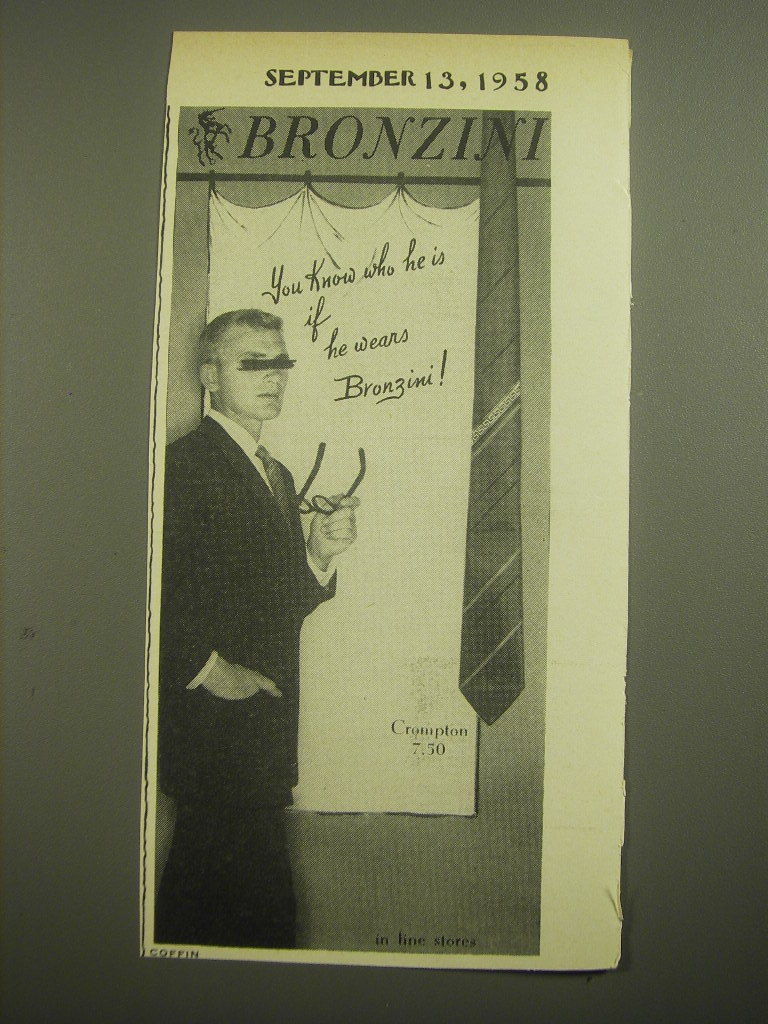 SEPTEMBER 13, 1958
BRONZINI
You Know who he is
if
he wears
Bronzini!
Crompton
7.50
in fine stores
COFFIN